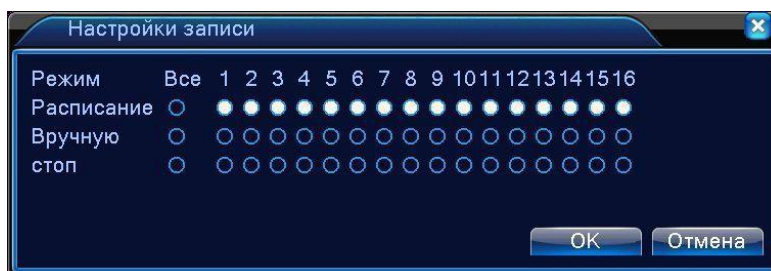 Настройки записи
Режим Все 1 2 3 4 5 6 7 8 9 10 11 12 13 14 15 16
Расписание
Вручную
стоп
OK Отмена